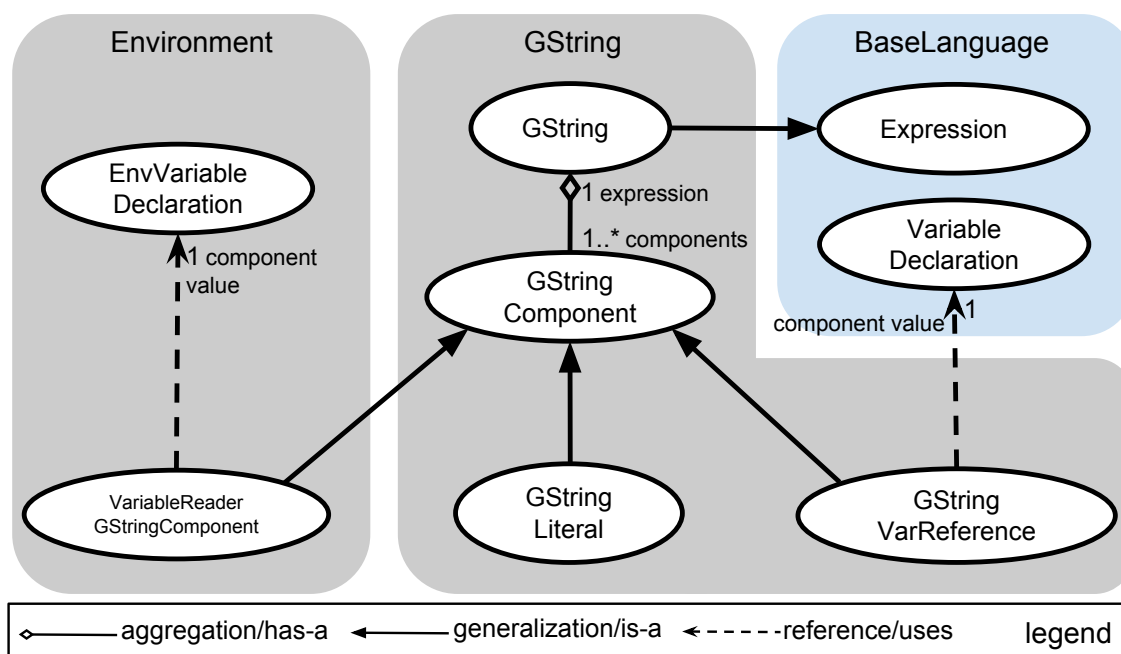 Environment
GString
BaseLanguage
GString
Expression
EnvVariable
Declaration
1 expression
Variable
Declaration
1..* components
1 component
value
GString
Component
1
component value
VariableReader
GStringComponent
GString
Literal
GString
VarReference
aggregation/has-a
generalization/is-a
reference/uses
legend